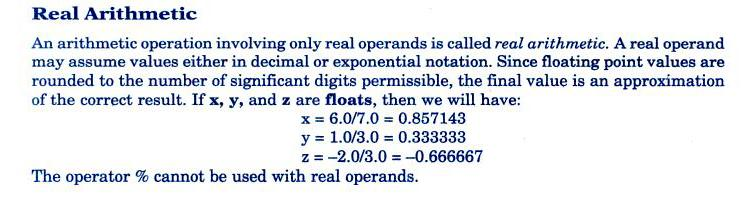 Real Arithmetic
An arithmetic operation involving only real operands is called real arithmetic. A real operand
may assume values either in decimal or exponential notation. Since floating point values are
rounded to the number of significant digits permissible, the final value is an approximation
of the correct result. If x, y, and z are floats, then we will have:
x = 6.0/7.0 = 0.857143
y = 1.0/3.0 = 0.333333
z = –2.0/3.0 = –0.666667
The operator % cannot be used with real operands.